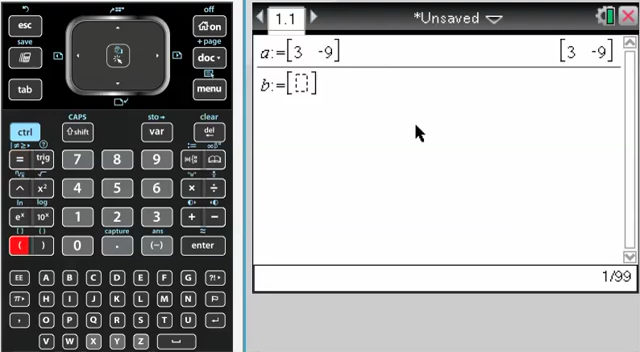 off
esc
on
save
+ page
doc
tab
menu
CAPS
sto
clear
ctrl
shift
var
del
= trig 7 8 9
^ x² 4 5 6 × ÷
ln log
eˣ 10ˣ 1 2 3 + −
{ } ( ) capture ans ≈
( ) 0 . (−) enter
EE A B C D E F G ?!
π H I J K L M N
, O P Q R S T U
V W X Y Z
1.1 *Unsaved
a:=[3 -9] [3 -9]
b:=[ ]
1/99